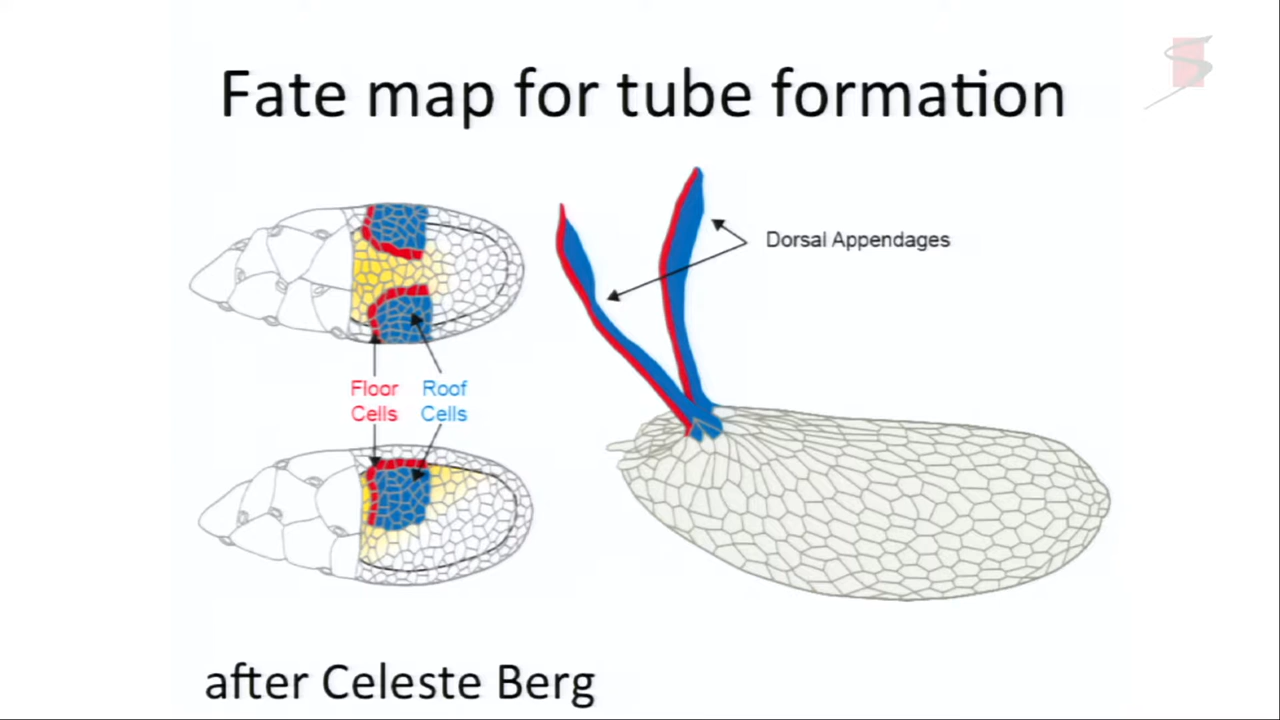 Fate map for tube formation
Dorsal Appendages
Floor Roof
Cells Cells
after Celeste Berg